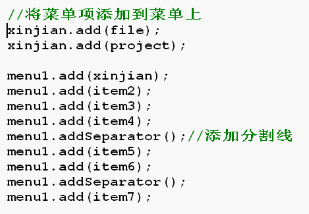 //将菜单项添加到菜单上
xinjian.add(file);
xinjian.add(project);
menu1.add(xinjian);
menu1.add(item2);
menu1.add(item3);
menu1.add(item4);
menu1.addSeparator();//添加分割线
menu1.add(item5);
menu1.add(item6);
menu1.addSeparator();
menu1.add(item7);